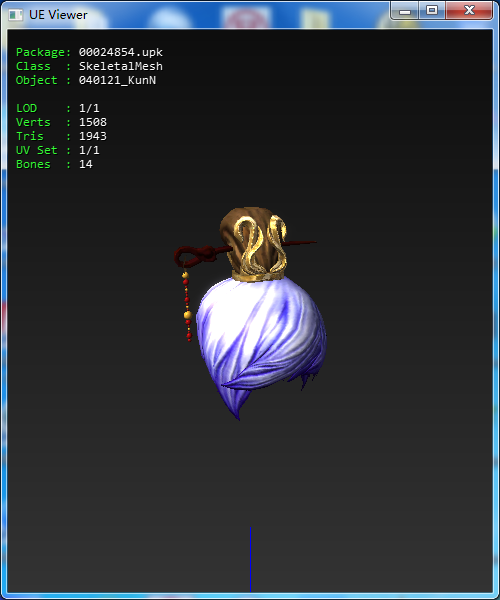 UE Viewer
Package: 00024854.upk
Class : SkeletalMesh
Object : 040121_KunN
LOD : 1/1
Verts : 1508
Tris : 1943
UV Set : 1/1
Bones : 14